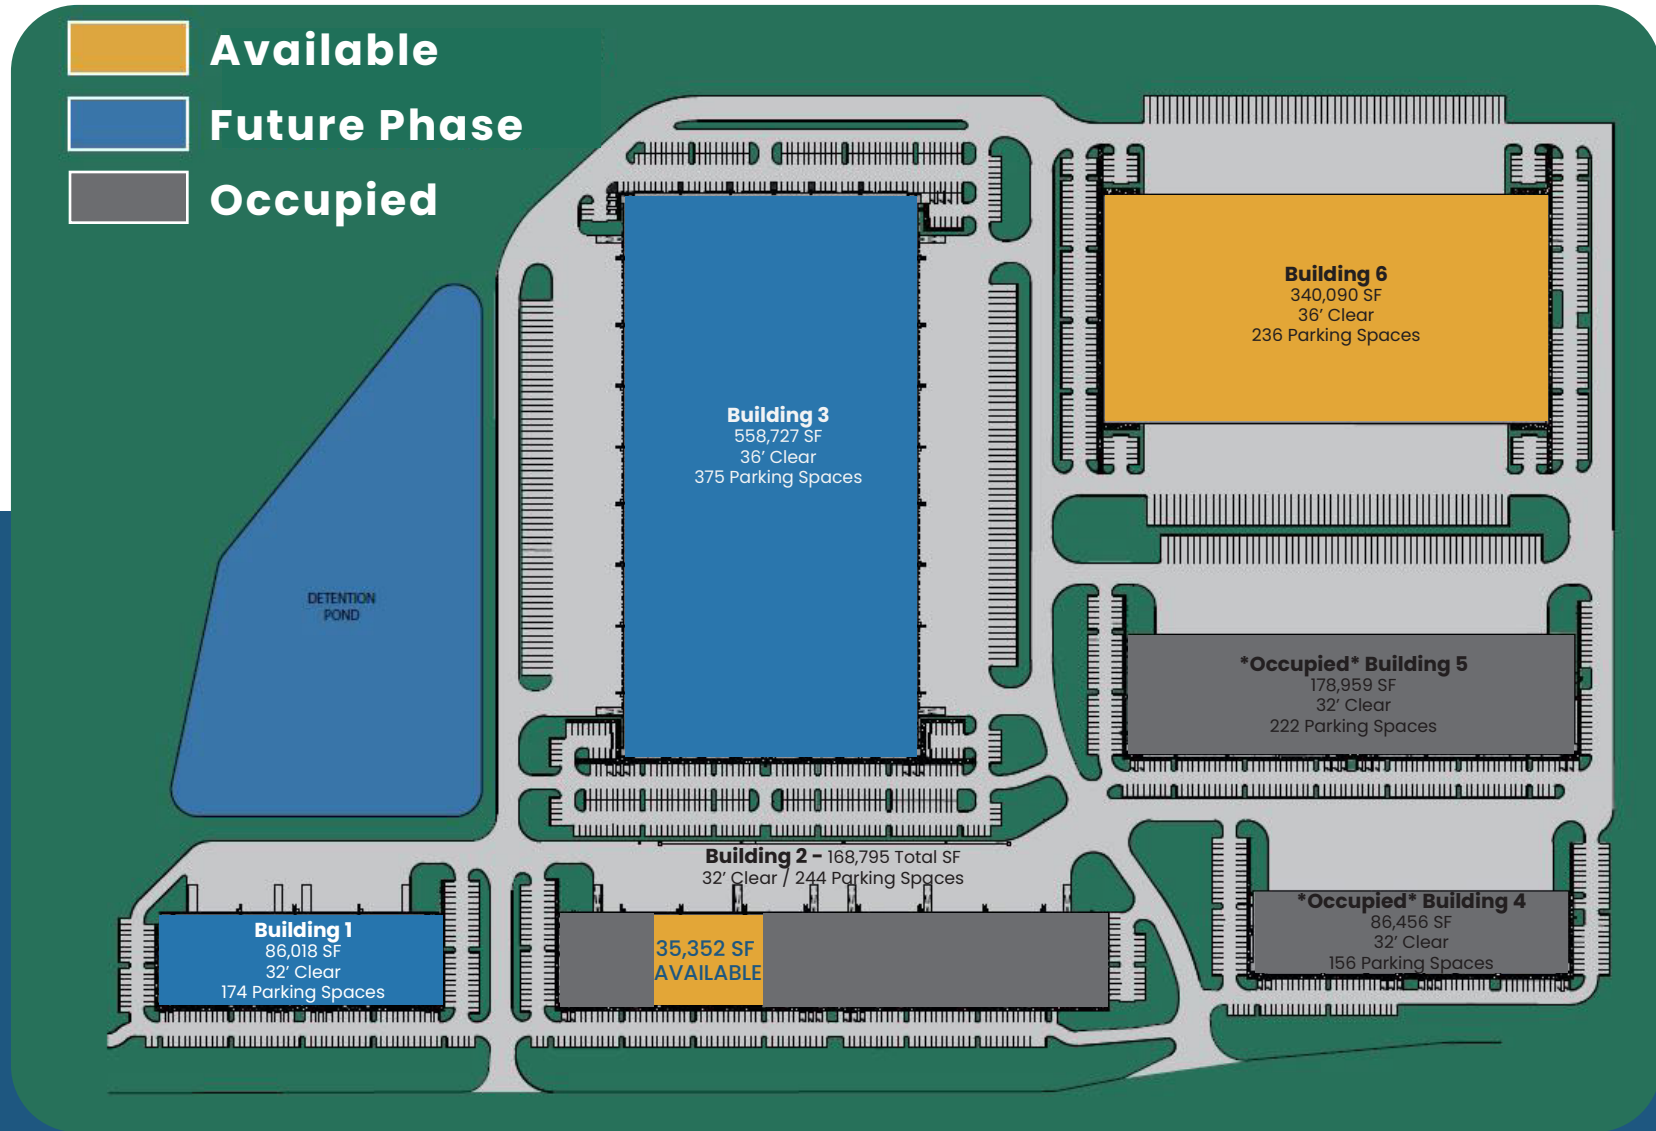 Available
Future Phase
Occupied
Building 6
340,090 SF
36’ Clear
236 Parking Spaces
Building 3
558,727 SF
36’ Clear
375 Parking Spaces
DETENTION
POND
*Occupied* Building 5
178,959 SF
32’ Clear
222 Parking Spaces
Building 2 - 168,795 Total SF
32’ Clear / 244 Parking Spaces
*Occupied* Building 4
86,456 SF
32’ Clear
156 Parking Spaces
Building 1
86,018 SF
32’ Clear
174 Parking Spaces
35,352 SF
AVAILABLE